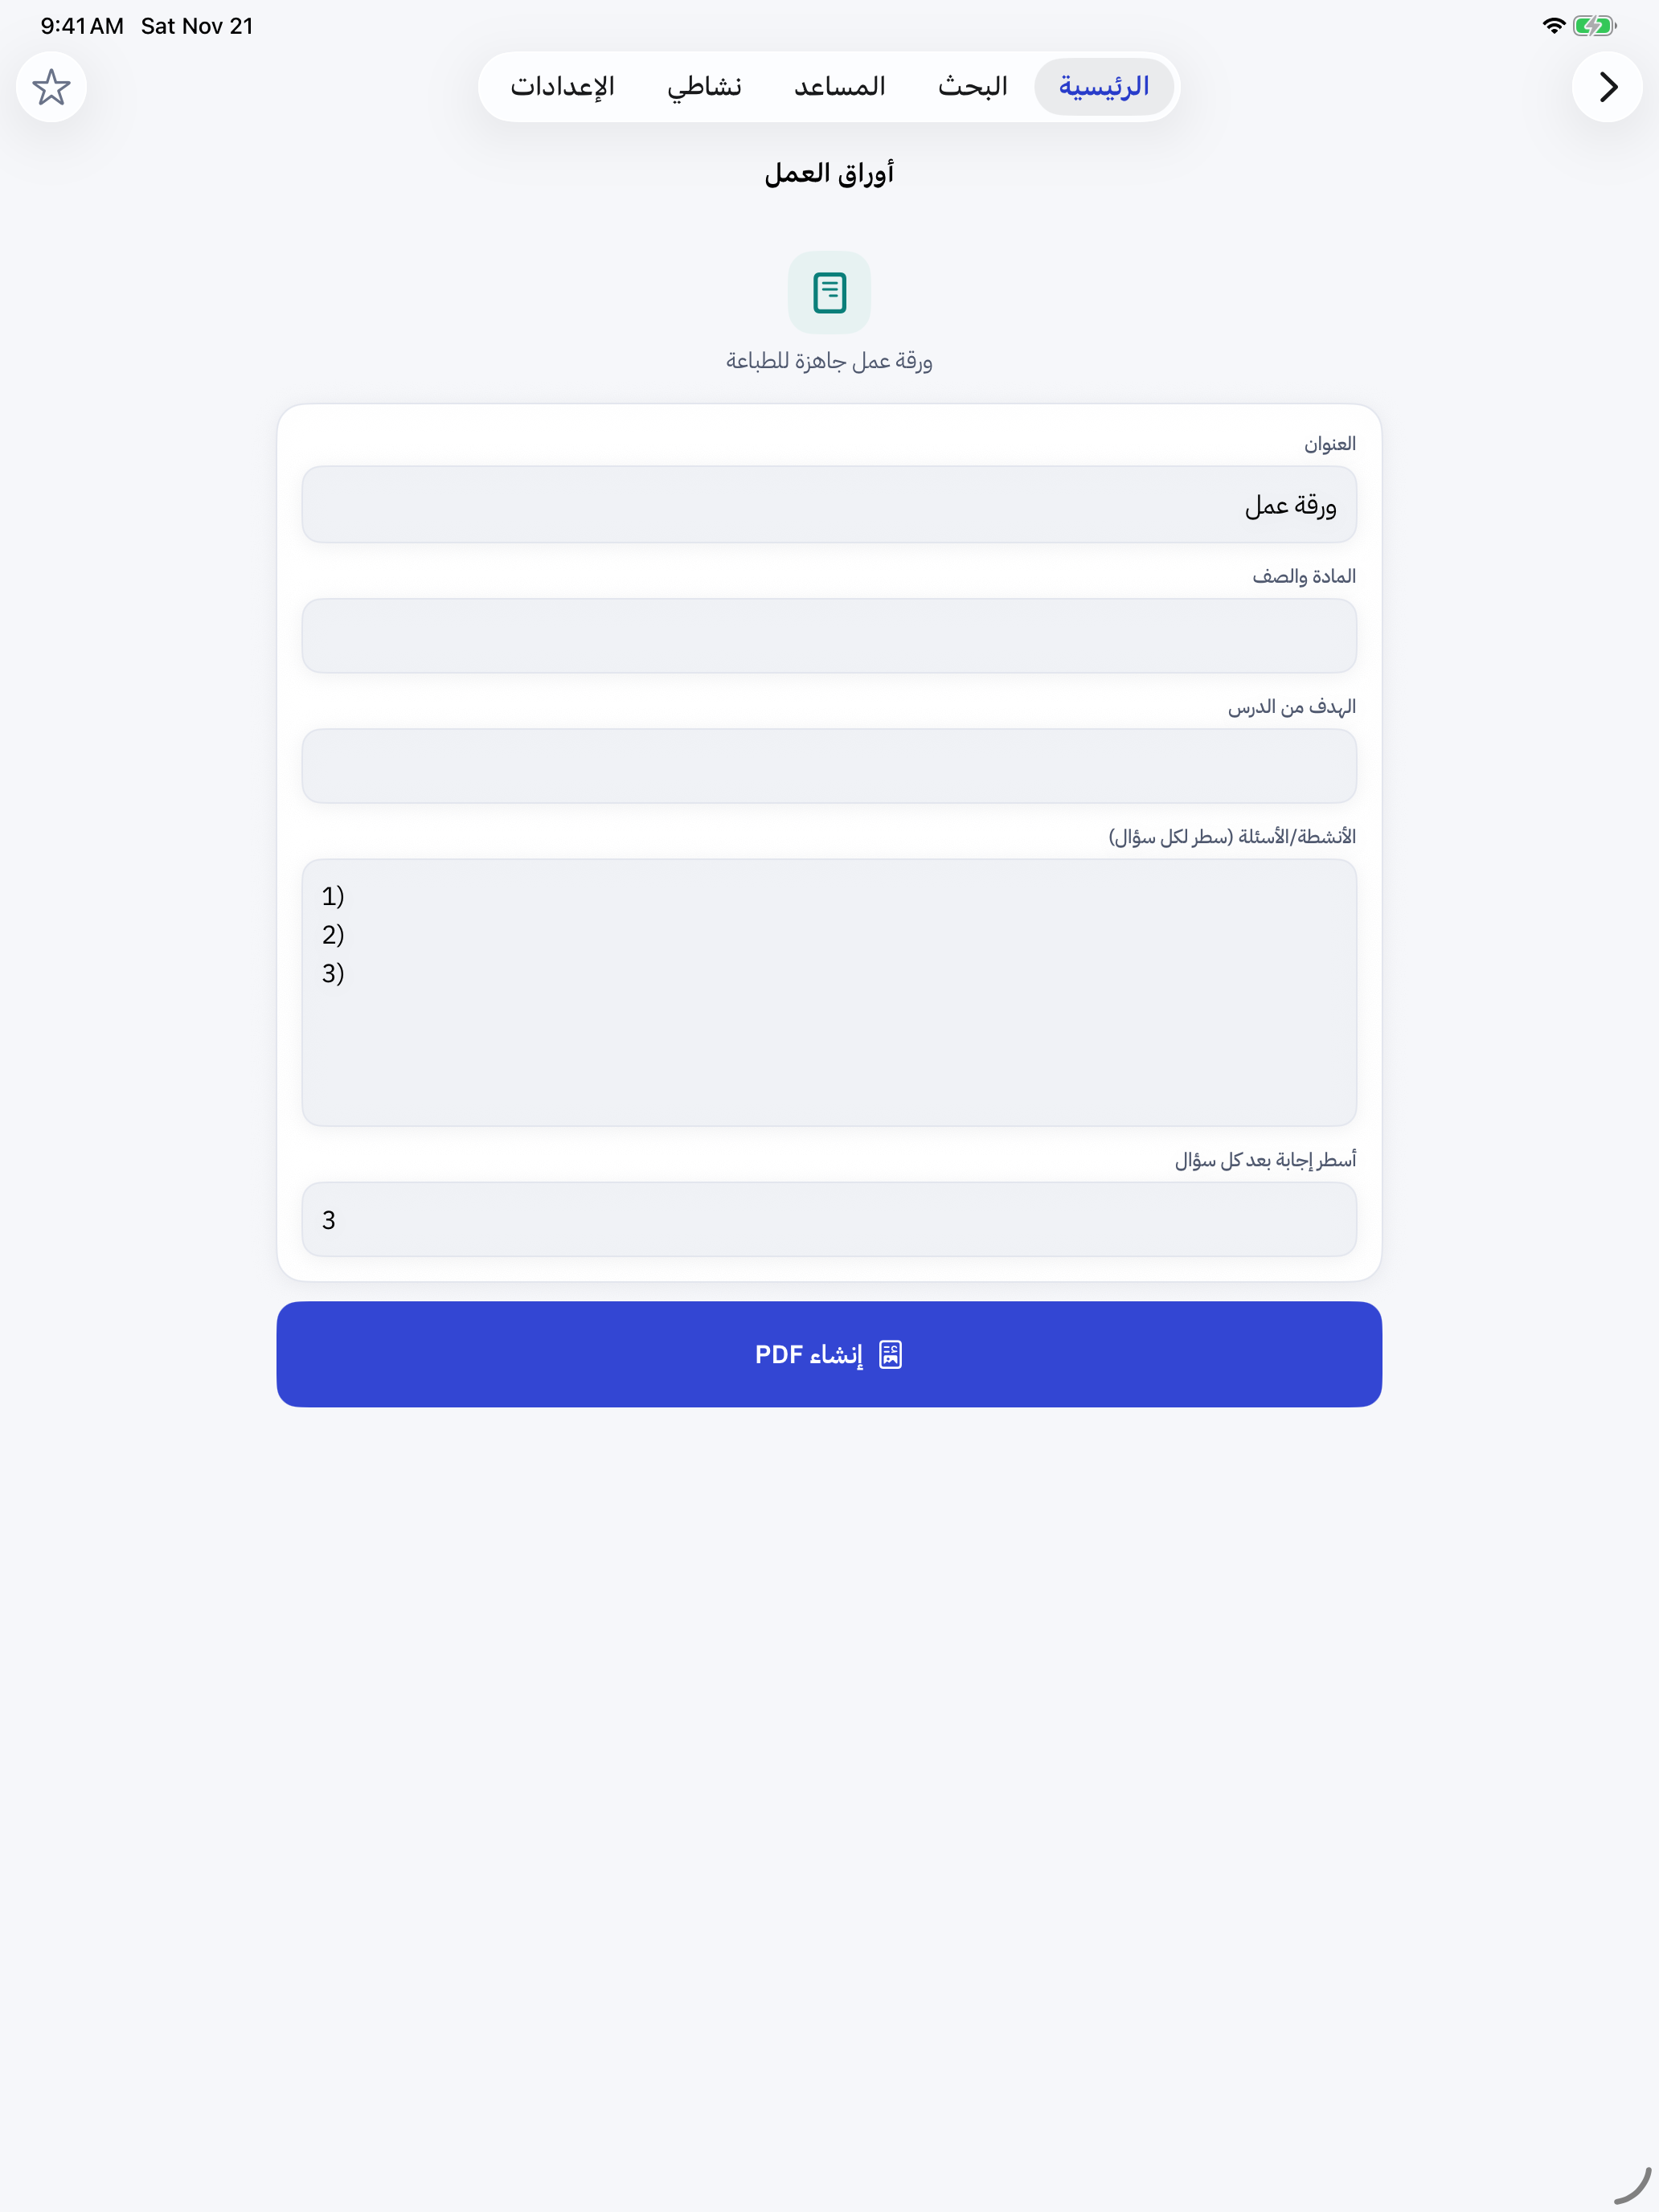 9:41 AM Sat Nov 21
الرئيسية البحث المساعد نشاطي الإعدادات
أوراق العمل
ورقة عمل جاهزة للطباعة
العنوان
ورقة عمل
المادة والصف
الهدف من الدرس
الأنشطة/الأسئلة (سطر لكل سؤال)
1)
2)
3)
أسطر إجابة بعد كل سؤال
3
إنشاء PDF